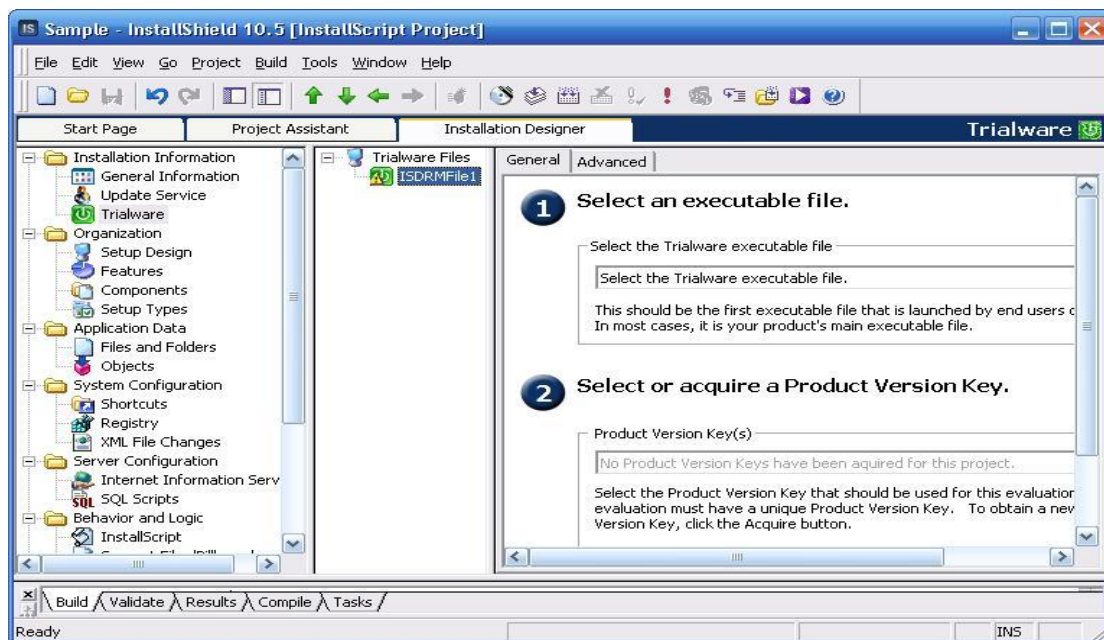 IS Sample - InstallShield 10.5 [InstallScript Project]
File Edit View Go Project Build Tools Window Help
Start Page Project Assistant Installation Designer Trialware
Installation Information
General Information
Update Service
Trialware
Organization
Setup Design
Features
Components
Setup Types
Application Data
Files and Folders
Objects
System Configuration
Shortcuts
Registry
XML File Changes
Server Configuration
Internet Information Serv
SQL SQL Scripts
Behavior and Logic
InstallScript
Trialware Files
ISDRMFile1
General Advanced
1 Select an executable file.
Select the Trialware executable file
Select the Trialware executable file.
This should be the first executable file that is launched by end users
In most cases, it is your product's main executable file.
2 Select or acquire a Product Version Key.
Product Version Key(s)
No Product Version Keys have been aquired for this project.
Select the Product Version Key that should be used for this evaluation
evaluation must have a unique Product Version Key. To obtain a new
Version Key, click the Acquire button.
Build Validate Results Compile Tasks
Ready INS